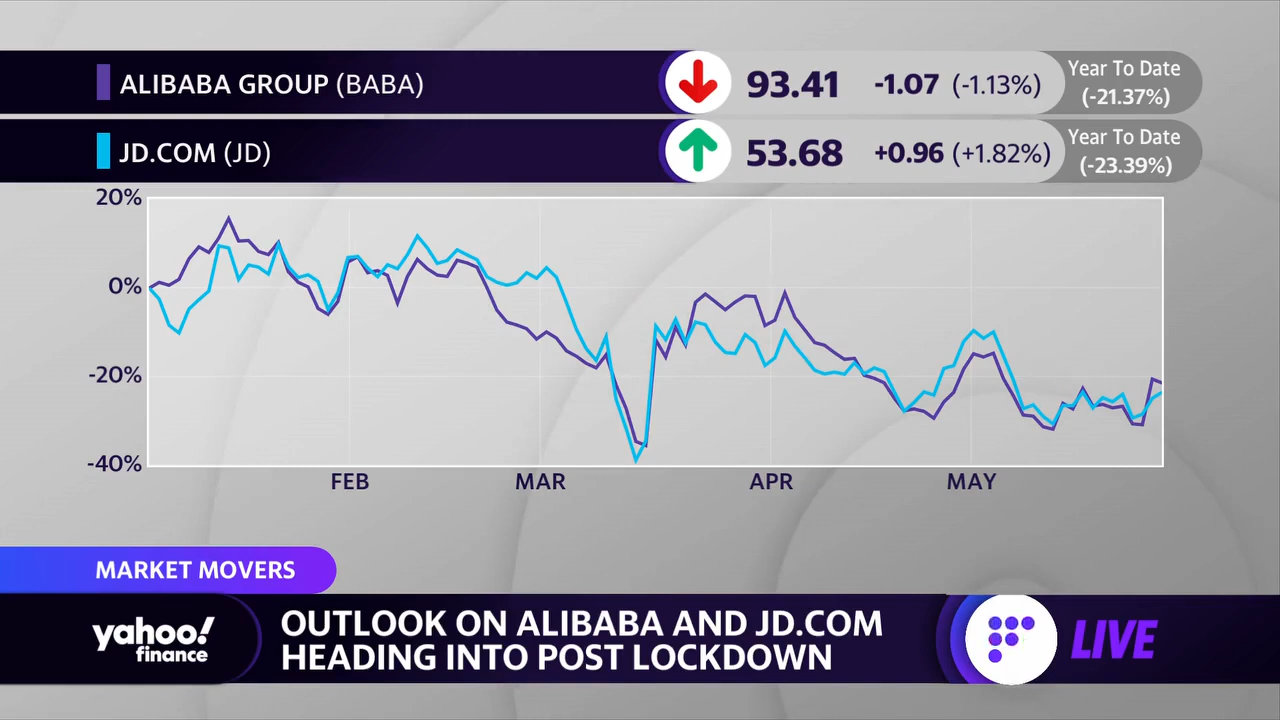 ALIBABA GROUP (BABA) 93.41 -1.07 (-1.13%) Year To Date
(-21.37%)
JD.COM (JD) 53.68 +0.96 (+1.82%) Year To Date
(-23.39%)
20%
0%
-20%
-40%
FEB MAR APR MAY
MARKET MOVERS
yahoo!
finance
OUTLOOK ON ALIBABA AND JD.COM
HEADING INTO POST LOCKDOWN
LIVE